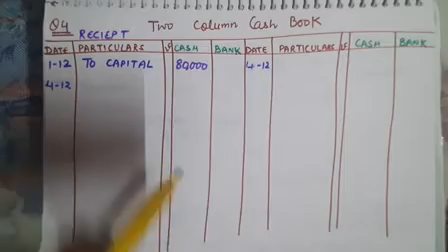 Q4 Two Column Cash Book
RECIEPT
DATE PARTICULARS LF CASH BANK DATE PARTICULARS LF CASH BANK
1-12 TO CAPITAL 80000 4-12
4-12